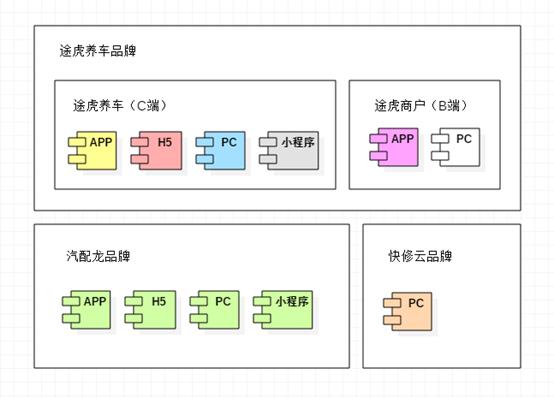 途虎养车品牌
途虎养车（C端）
途虎商户（B端）
APP
H5
PC
小程序
APP
PC
汽配龙品牌
快修云品牌
APP
H5
PC
小程序
PC